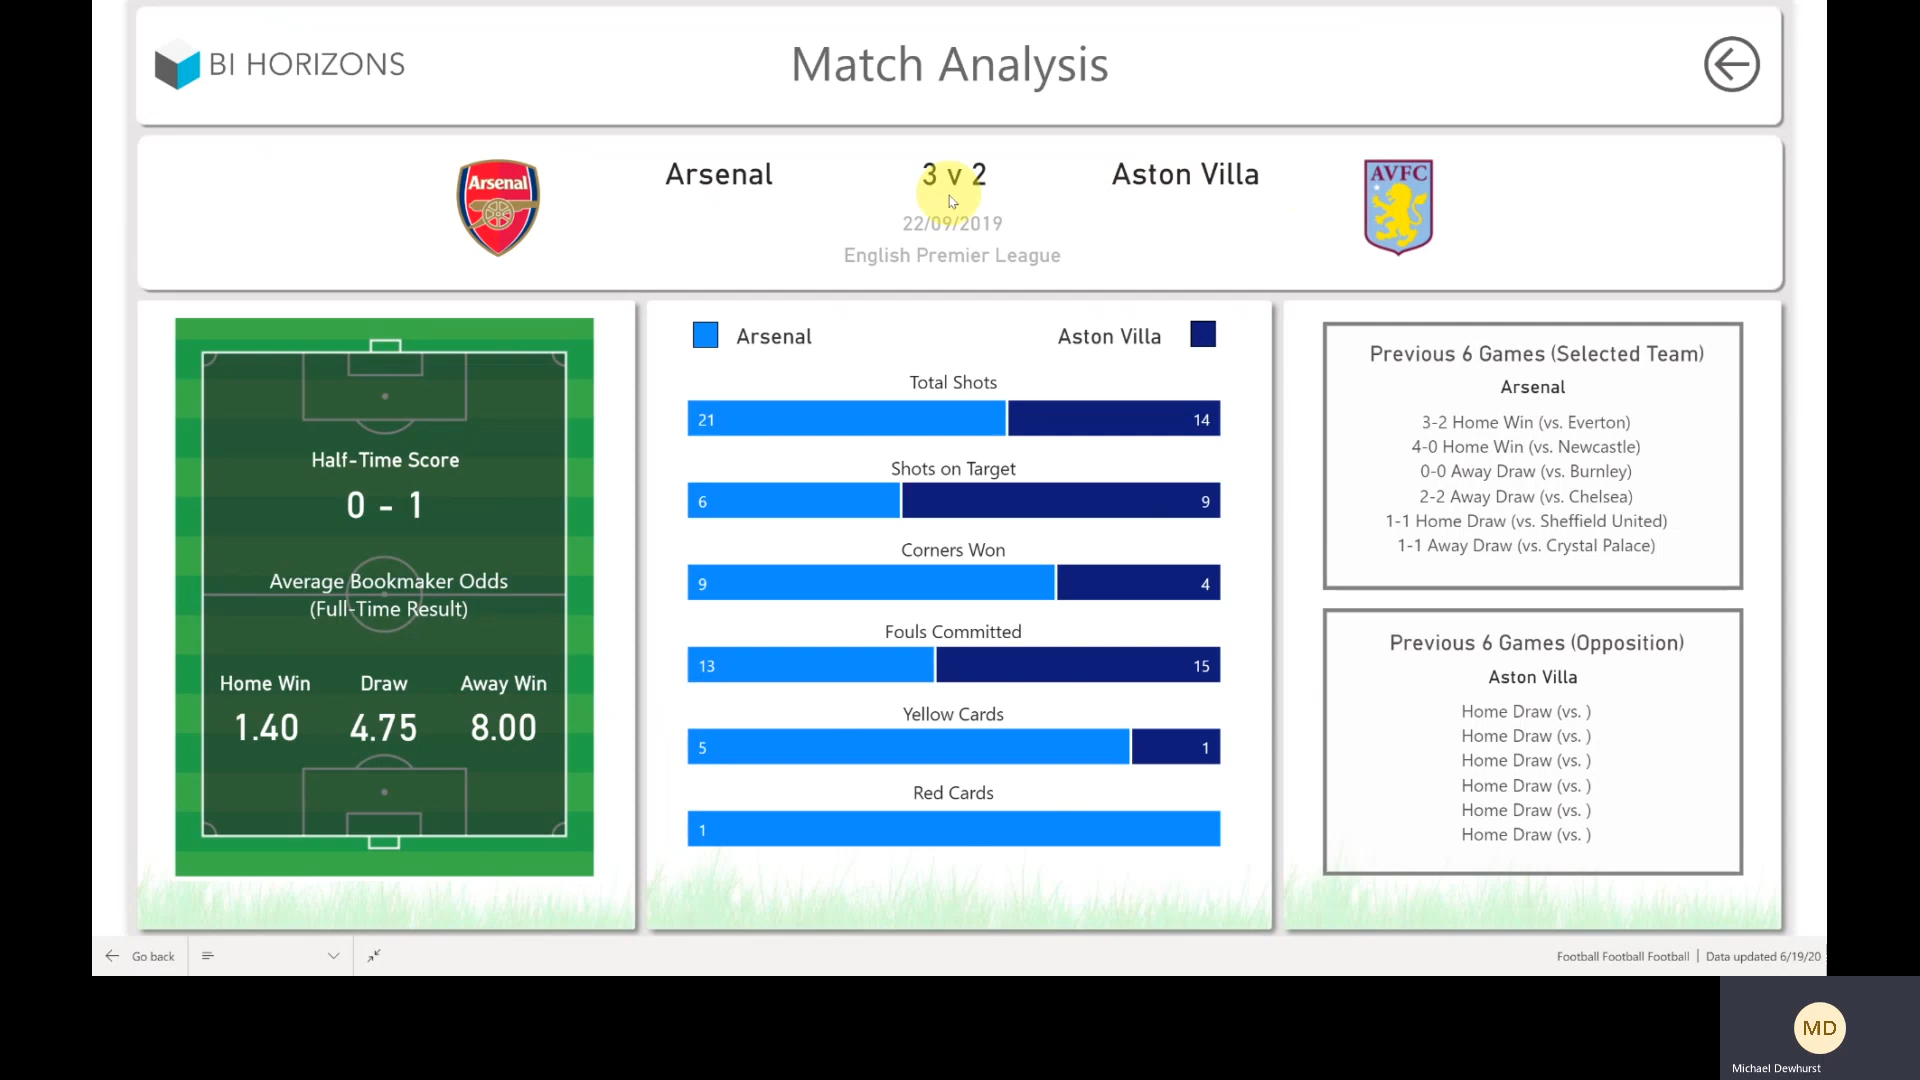 BI HORIZONS
Match Analysis
Arsenal
Arsenal
3 v 2
Aston Villa
AVFC
22/09/2019
English Premier League
Half-Time Score
0 - 1
Average Bookmaker Odds
(Full-Time Result)
Home Win Draw Away Win
1.40 4.75 8.00
Arsenal Aston Villa
Total Shots
21 14
Shots on Target
6 9
Corners Won
9 4
Fouls Committed
13 15
Yellow Cards
5 1
Red Cards
1
Previous 6 Games (Selected Team)
Arsenal
3-2 Home Win (vs. Everton)
4-0 Home Win (vs. Newcastle)
0-0 Away Draw (vs. Burnley)
2-2 Away Draw (vs. Chelsea)
1-1 Home Draw (vs. Sheffield United)
1-1 Away Draw (vs. Crystal Palace)
Previous 6 Games (Opposition)
Aston Villa
Home Draw (vs. )
Home Draw (vs. )
Home Draw (vs. )
Home Draw (vs. )
Home Draw (vs. )
Home Draw (vs. )
Go back
Football Football Football | Data updated 6/19/20
MD
Michael Dewhurst